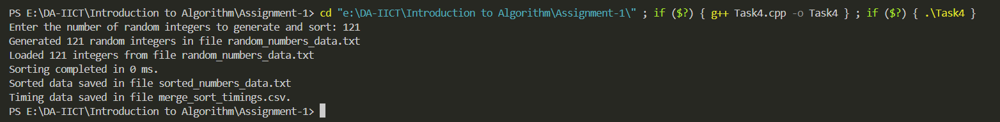 PS E:\DA-IICT\Introduction to Algorithm\Assignment-1> cd "e:\DA-IICT\Introduction to Algorithm\Assignment-1\" ; if ($?) { g++ Task4.cpp -o Task4 } ; if ($?) { .\Task4 }
Enter the number of random integers to generate and sort: 121
Generated 121 random integers in file random_numbers_data.txt
Loaded 121 integers from file random_numbers_data.txt
Sorting completed in 0 ms.
Sorted data saved in file sorted_numbers_data.txt
Timing data saved in file merge_sort_timings.csv.
PS E:\DA-IICT\Introduction to Algorithm\Assignment-1>